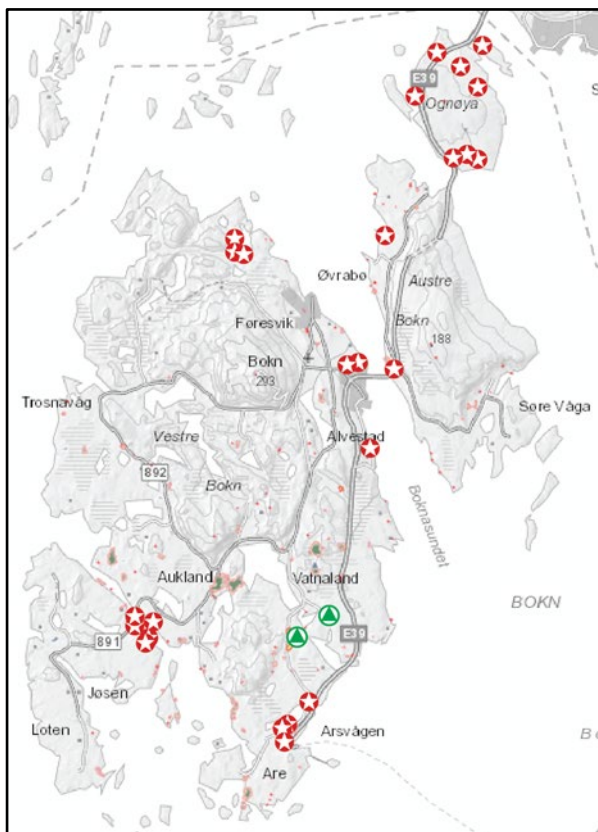 E39
Ognøya
S
Øvrabø
Austre
Føresvik
Bokn
188
Bokn
293
Trosnavåg
Søre Våga
Vestre
Alvestad
892
Bokn
Boknasundet
Aukland
Vatnaland
BOKN
891
E39
Jøsen
Loten
Arsvågen
B
Are